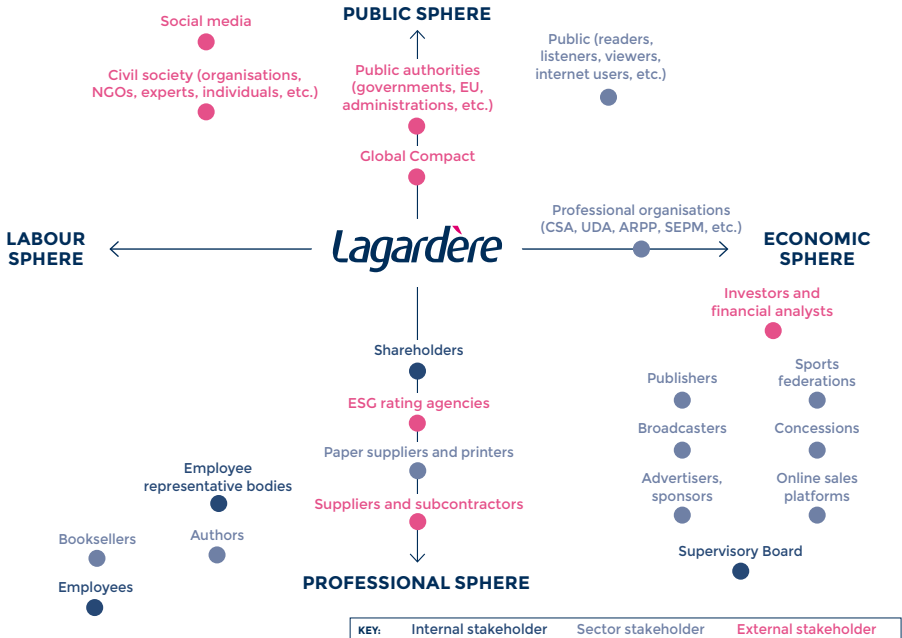 PUBLIC SPHERE
Social media
Civil society (organisations,
NGOs, experts, individuals, etc.)
Public authorities
(governments, EU,
administrations, etc.)
Public (readers,
listeners, viewers,
internet users, etc.)
Global Compact
LABOUR
SPHERE
Lagardère
Professional organisations
(CSA, UDA, ARPP, SEPM, etc.)
ECONOMIC
SPHERE
Investors and
financial analysts
Shareholders
ESG rating agencies
Paper suppliers and printers
Suppliers and subcontractors
Publishers
Sports
federations
Broadcasters
Concessions
Advertisers,
sponsors
Online sales
platforms
Supervisory Board
Employee
representative bodies
Booksellers
Authors
Employees
PROFESSIONAL SPHERE
KEY: Internal stakeholder Sector stakeholder External stakeholder